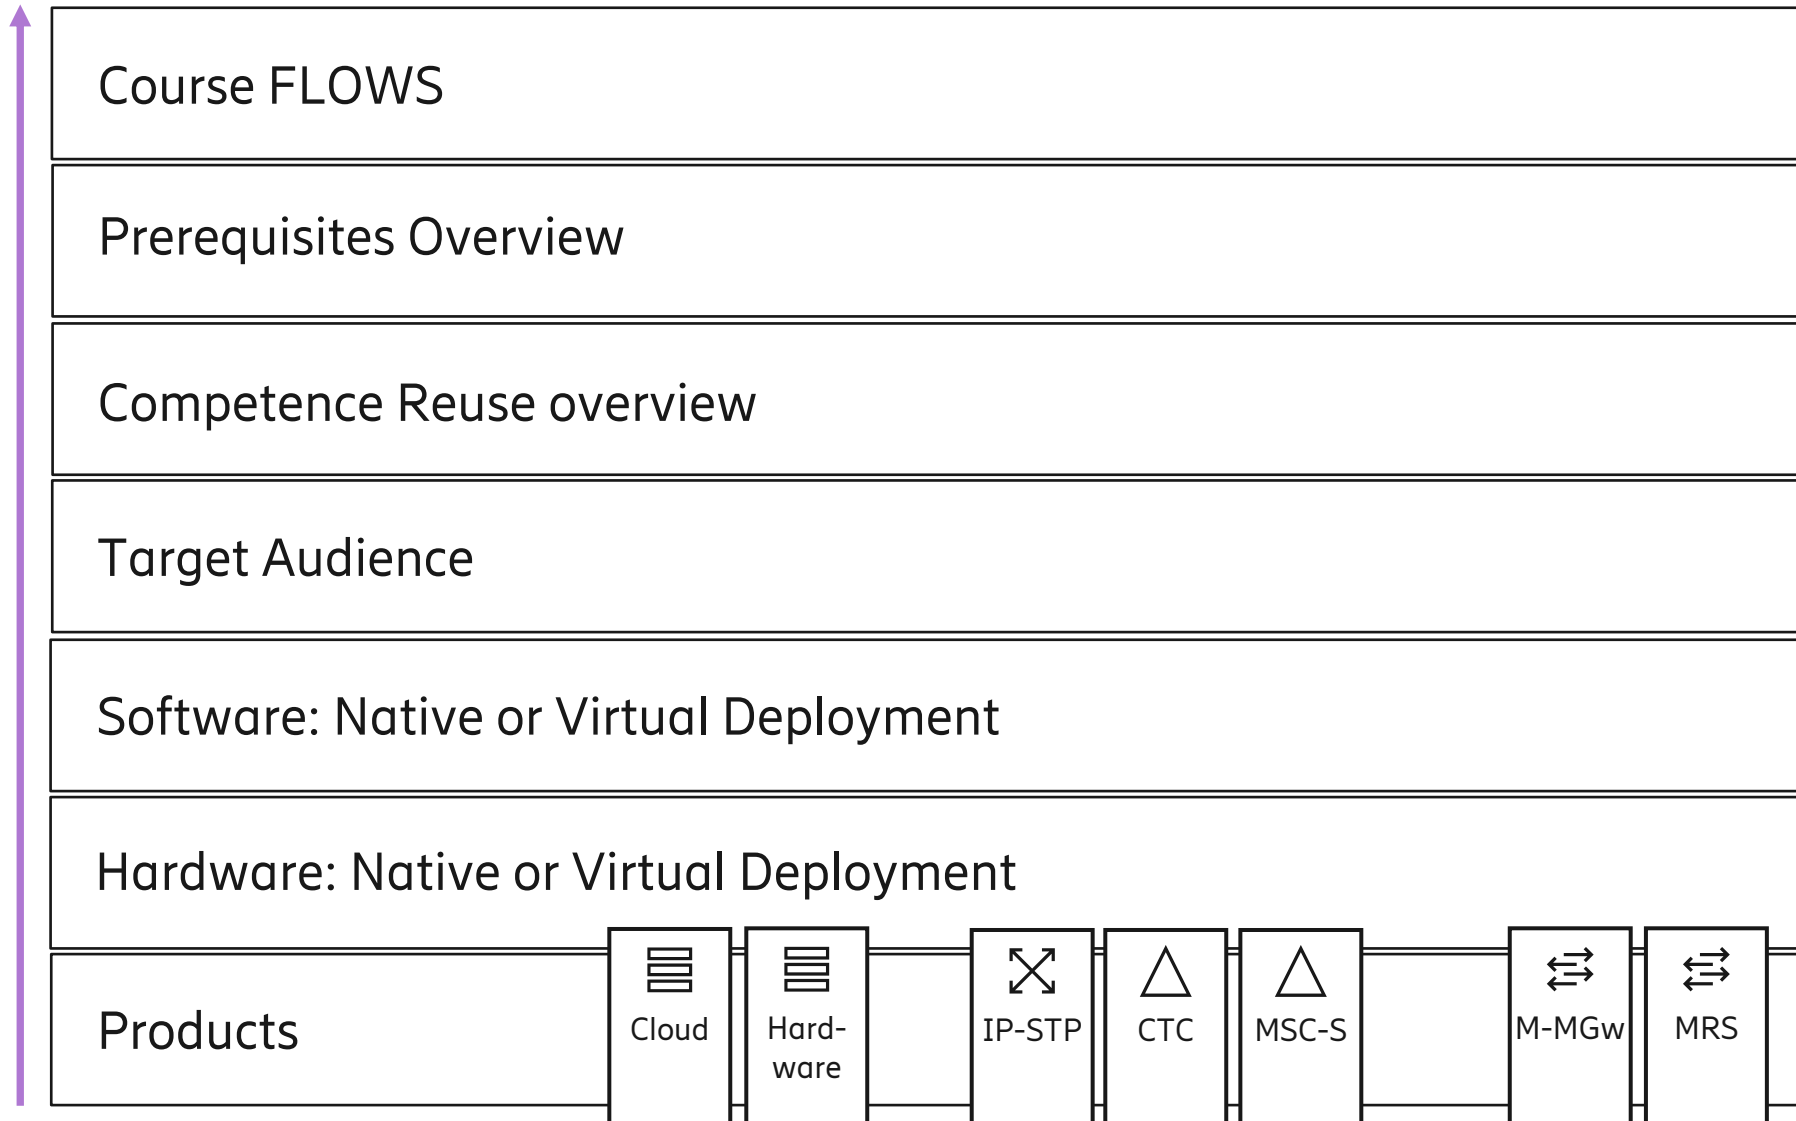 Course FLOWS
Prerequisites Overview
Competence Reuse overview
Target Audience
Software: Native or Virtual Deployment
Hardware: Native or Virtual Deployment
Products
Cloud
Hard-
ware
IP-STP
CTC
MSC-S
M-MGw
MRS